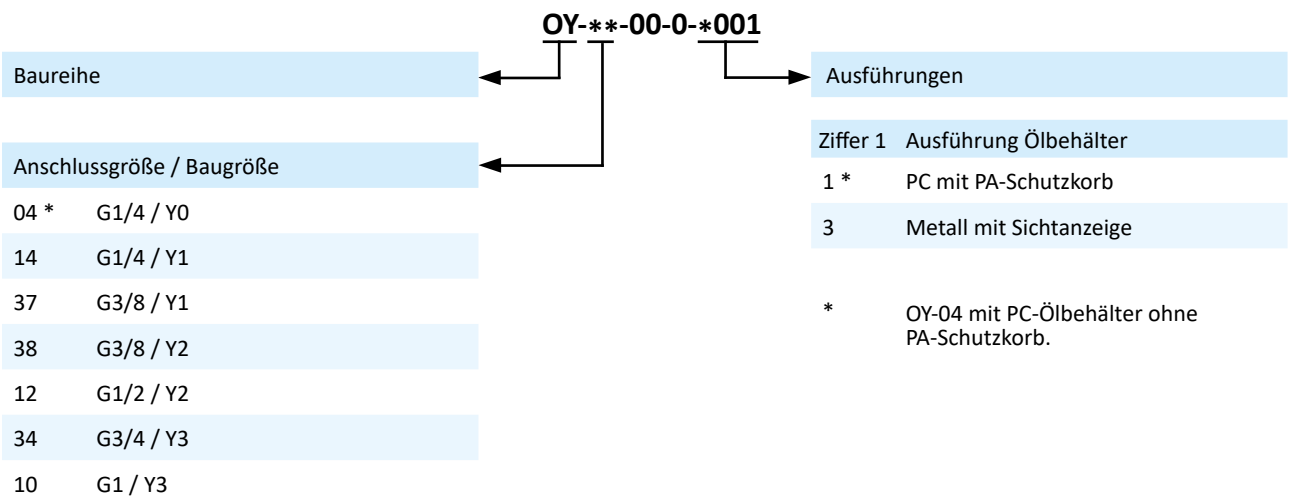 OY-**-00-0-*001
Baureihe
Anschlussgröße / Baugröße
04 * G1/4 / Y0
14 G1/4 / Y1
37 G3/8 / Y1
38 G3/8 / Y2
12 G1/2 / Y2
34 G3/4 / Y3
10 G1 / Y3
Ausführungen
Ziffer 1 Ausführung Ölbehälter
1 * PC mit PA-Schutzkorb
3 Metall mit Sichtanzeige
* OY-04 mit PC-Ölbehälter ohne
PA-Schutzkorb.